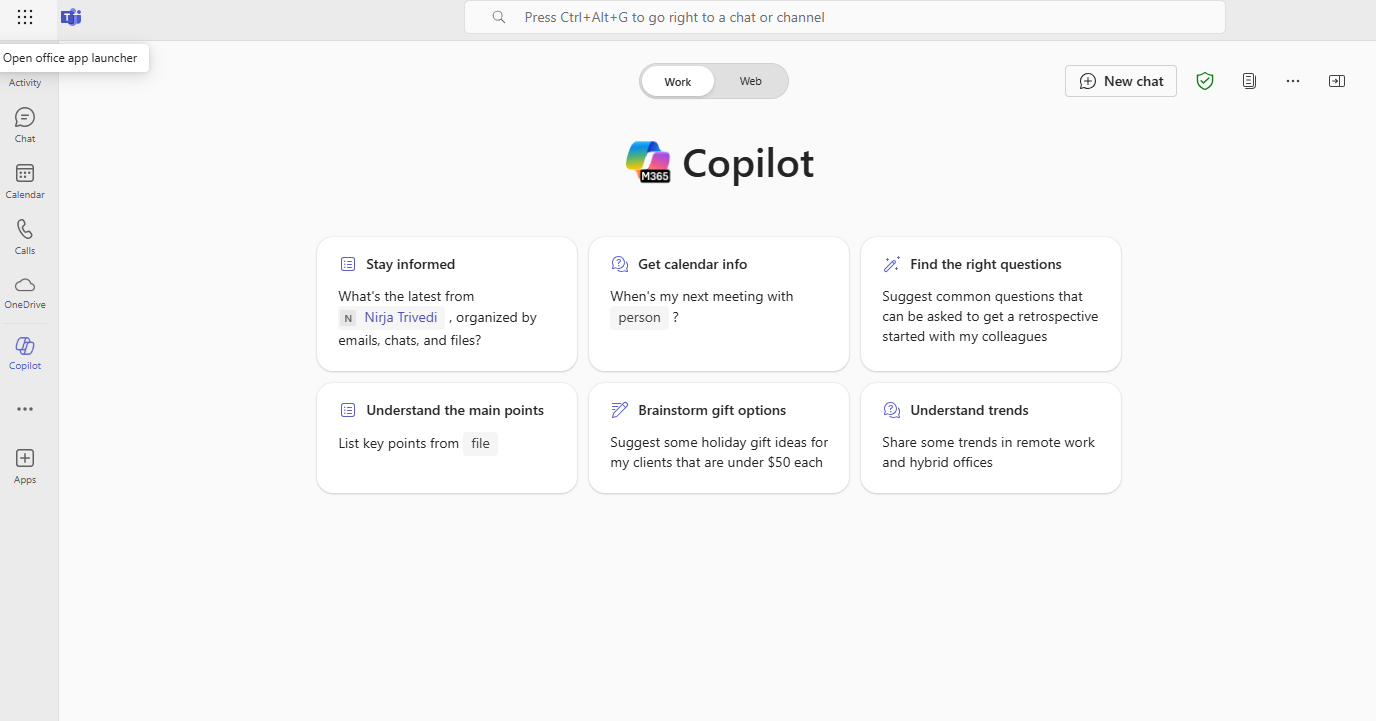 Press Ctrl+Alt+G to go right to a chat or channel
Open office app launcher
Activity
Chat
Calendar
Calls
OneDrive
Copilot
Apps
Work
Web
New chat
M365
Copilot
Stay informed
What's the latest from
N Nirja Trivedi , organized by
emails, chats, and files?
Get calendar info
When's my next meeting with
person ?
Find the right questions
Suggest common questions that
can be asked to get a retrospective
started with my colleagues
Understand the main points
List key points from file
Brainstorm gift options
Suggest some holiday gift ideas for
my clients that are under $50 each
Understand trends
Share some trends in remote work
and hybrid offices